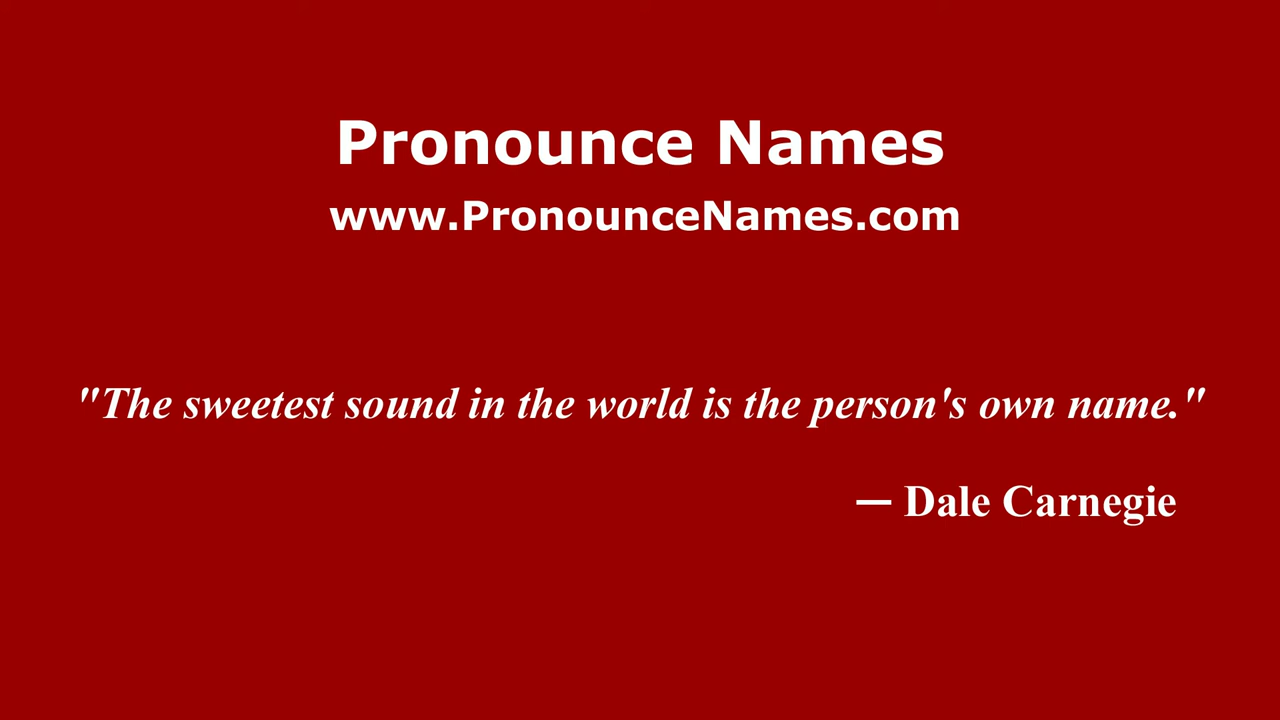 Pronounce Names
www.PronounceNames.com
"The sweetest sound in the world is the person's own name."
— Dale Carnegie